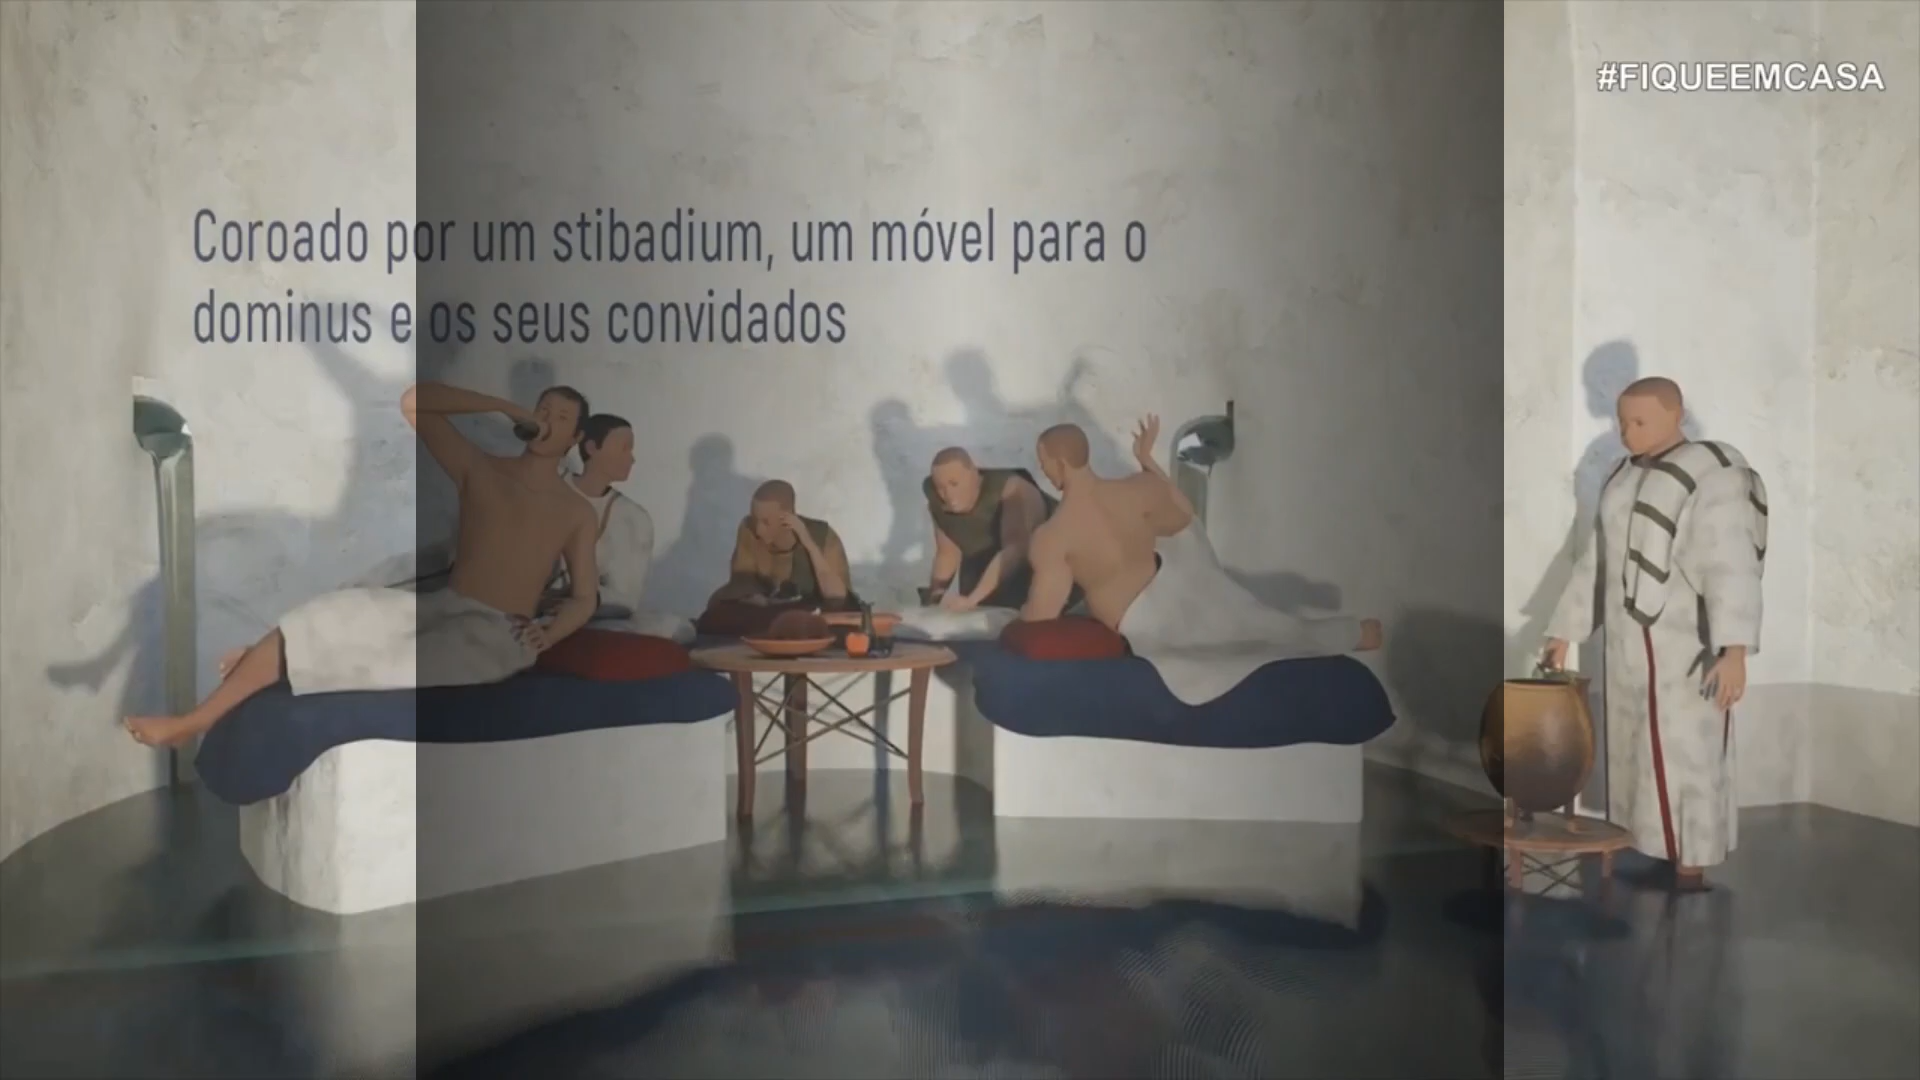 #FIQUEEMCASA
Coroado por um stibadium, um móvel para o
dominus e os seus convidados